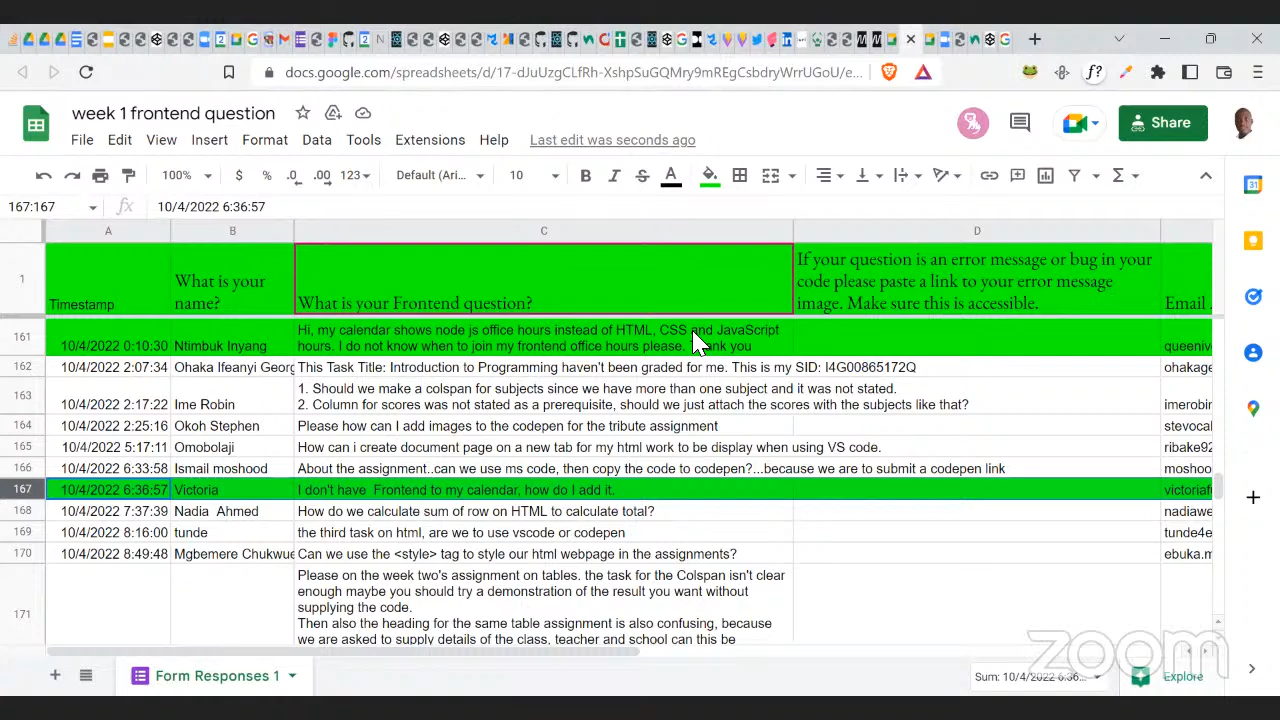 docs.google.com/spreadsheets/d/17-dJuUzgCLfRh-XshpSuGQMry9mREgCsbdryWrrUGoU/e...
week 1 frontend question
Share
File Edit View Insert Format Data Tools Extensions Help Last edit was seconds ago
100% $ % .0 .00 123 Default (Ari... 10 B I S A
167:167 fx 10/4/2022 6:36:57
A B C D
1 Timestamp
What is your
name?
What is your Frontend question?
If your question is an error message or bug in your
code please paste a link to your error message
image. Make sure this is accessible.
Email
161 10/4/2022 0:10:30 Ntimbuk Inyang
Hi, my calendar shows node js office hours instead of HTML, CSS and JavaScript
hours. I do not know when to join my frontend office hours please. Thank you
queeniv
162 10/4/2022 2:07:34 Ohaka Ifeanyi Georg This Task Title: Introduction to Programming haven't been graded for me. This is my SID: I4G00865172Q ohakage
163 10/4/2022 2:17:22 Ime Robin
1. Should we make a colspan for subjects since we have more than one subject and it was not stated.
2. Column for scores was not stated as a prerequisite, should we just attach the scores with the subjects like that?
imerobir
164 10/4/2022 2:25:16 Okoh Stephen Please how can I add images to the codepen for the tribute assignment stevocal
165 10/4/2022 5:17:11 Omobolaji How can i create document page on a new tab for my html work to be display when using VS code. ribake92
166 10/4/2022 6:33:58 Ismail moshood About the assignment..can we use ms code, then copy the code to codepen?...because we are to submit a codepen link moshoo
167 10/4/2022 6:36:57 Victoria I don't have Frontend to my calendar, how do I add it. victoriaf
168 10/4/2022 7:37:39 Nadia Ahmed How do we calculate sum of row on HTML to calculate total? nadiawe
169 10/4/2022 8:16:00 tunde the third task on html, are we to use vscode or codepen tunde4e
170 10/4/2022 8:49:48 Mgbemere Chukwue Can we use the <style> tag to style our html webpage in the assignments? ebuka.m
171
Please on the week two's assignment on tables. the task for the Colspan isn't clear
enough maybe you should try a demonstration of the result you want without
supplying the code.
Then also the heading for the same table assignment is also confusing, because
we are asked to supply details of the class, teacher and school can this be
zoom
Form Responses 1 Sum: 10/4/2022 6:36... Explore